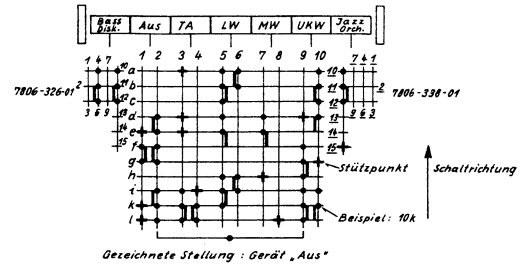 Bass Disk. Aus TA LW MW UKW Jazz Orch.
1 4 7 1 2 3 4 5 6 7 8 9 10 7 4 1
a 10 10
7806-326-01 2 b 11 11 2 7806-338-01
c 12 12
3 6 9 d 13 13 9 6 3
e 14 14
15 f 15
g Stützpunkt
h Schaltrichtung
i
k Beispiel: 10k
l
Gezeichnete Stellung : Gerät „Aus"